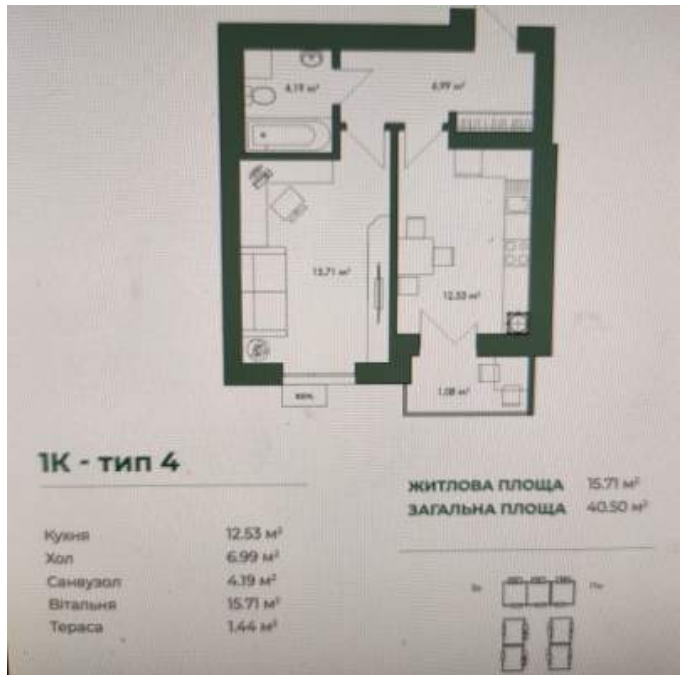 4.19 м²
6.99 м²
15.71 м²
12.53 м²
1.08 м²
1К - тип 4
ЖИТЛОВА ПЛОЩА 15.71 м²
ЗАГАЛЬНА ПЛОЩА 40.50 м²
Кухня 12.53 м²
Хол 6.99 м²
Санвузол 4.19 м²
Вітальня 15.71 м²
Тераса 1.44 м²